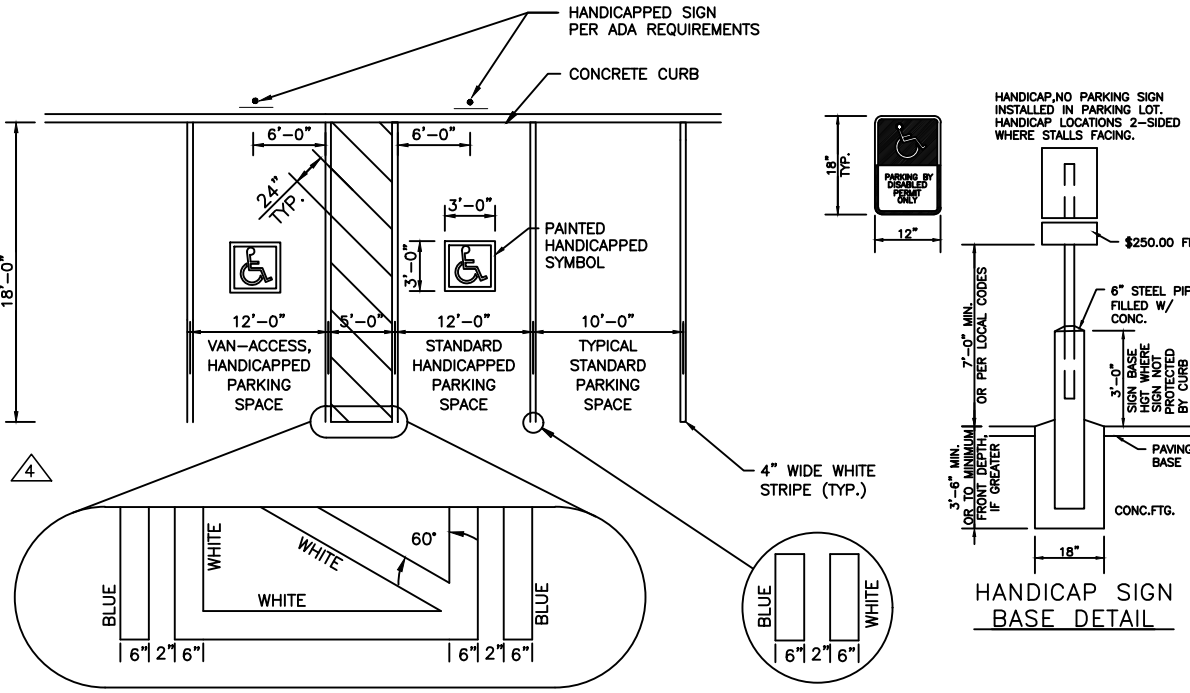 HANDICAPPED SIGN
PER ADA REQUIREMENTS
CONCRETE CURB
6'-0"
6'-0"
24"
TYP.
3'-0"
3'-0"
PAINTED
HANDICAPPED
SYMBOL
18'-0"
12'-0"
5'-0"
12'-0"
10'-0"
VAN-ACCESS,
HANDICAPPED
PARKING
SPACE
STANDARD
HANDICAPPED
PARKING
SPACE
TYPICAL
STANDARD
PARKING
SPACE
4" WIDE WHITE
STRIPE (TYP.)
4
BLUE
WHITE
WHITE
WHITE
60°
BLUE
6" 2" 6"
6" 2" 6"
BLUE
WHITE
6" 2" 6"
18"
TYP.
PARKING BY
DISABLED
PERMIT
ONLY
12"
HANDICAP,NO PARKING SIGN
INSTALLED IN PARKING LOT.
HANDICAP LOCATIONS 2-SIDED
WHERE STALLS FACING.
$250.00
6" STEEL PIP
FILLED W/
CONC.
7'-0" MIN.
OR PER LOCAL CODES
3'-0"
SIGN BASE
HGT WHERE
SIGN NOT
PROTECTED
BY CURB
3'-6" MIN.
OR TO MINIMUM
FRONT DEPTH,
IF GREATER
PAVING
BASE
CONC.FTG.
18"
HANDICAP SIGN
BASE DETAIL